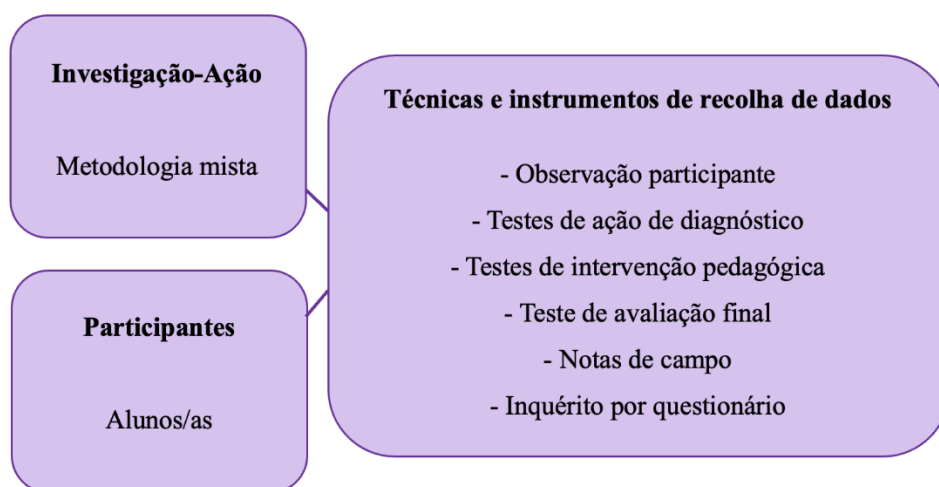 Investigação-Ação
Metodologia mista
Participantes
Alunos/as
Técnicas e instrumentos de recolha de dados
- Observação participante
- Testes de ação de diagnóstico
- Testes de intervenção pedagógica
- Teste de avaliação final
- Notas de campo
- Inquérito por questionário